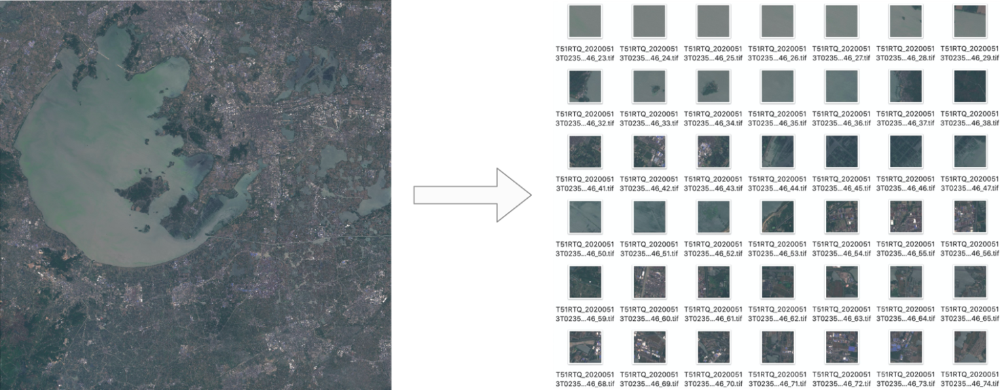 T51RTQ_2020051 T51RTQ_2020051 T51RTQ_2020051 T51RTQ_2020051 T51RTQ_2020051 T51RTQ_2020051 T51RTQ_2020051
3T0235...46_23.tif 3T0235...46_24.tif 3T0235...46_25.tif 3T0235...46_26.tif 3T0235...46_27.tif 3T0235...46_28.tif 3T0235...46_29.tif
T51RTQ_2020051 T51RTQ_2020051 T51RTQ_2020051 T51RTQ_2020051 T51RTQ_2020051 T51RTQ_2020051 T51RTQ_2020051
3T0235...46_32.tif 3T0235...46_33.tif 3T0235...46_34.tif 3T0235...46_35.tif 3T0235...46_36.tif 3T0235...46_37.tif 3T0235...46_38.tif
T51RTQ_2020051 T51RTQ_2020051 T51RTQ_2020051 T51RTQ_2020051 T51RTQ_2020051 T51RTQ_2020051 T51RTQ_2020051
3T0235...46_41.tif 3T0235...46_42.tif 3T0235...46_43.tif 3T0235...46_44.tif 3T0235...46_45.tif 3T0235...46_46.tif 3T0235...46_47.tif
T51RTQ_2020051 T51RTQ_2020051 T51RTQ_2020051 T51RTQ_2020051 T51RTQ_2020051 T51RTQ_2020051 T51RTQ_2020051
3T0235...46_50.tif 3T0235...46_51.tif 3T0235...46_52.tif 3T0235...46_53.tif 3T0235...46_54.tif 3T0235...46_55.tif 3T0235...46_56.tif
T51RTQ_2020051 T51RTQ_2020051 T51RTQ_2020051 T51RTQ_2020051 T51RTQ_2020051 T51RTQ_2020051 T51RTQ_2020051
3T0235...46_59.tif 3T0235...46_60.tif 3T0235...46_61.tif 3T0235...46_62.tif 3T0235...46_63.tif 3T0235...46_64.tif 3T0235...46_65.tif
T51RTQ_2020051 T51RTQ_2020051 T51RTQ_2020051 T51RTQ_2020051 T51RTQ_2020051 T51RTQ_2020051 T51RTQ_2020051
3T0235...46_68.tif 3T0235...46_69.tif 3T0235...46_70.tif 3T0235...46_71.tif 3T0235...46_72.tif 3T0235...46_73.tif 3T0235...46_74.tif